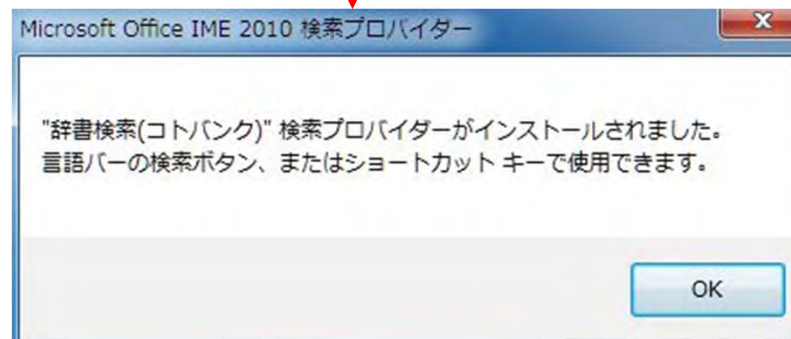 Microsoft Office IME 2010 検索プロバイダー
"辞書検索(コトバンク)" 検索プロバイダーがインストールされました。
言語バーの検索ボタン、またはショートカット キーで使用できます。
OK